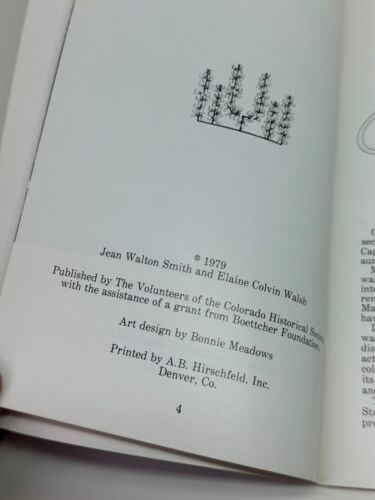 © 1979
Jean Walton Smith and Elaine Colvin Walsh
Published by The Volunteers of the Colorado Historical Society
with the assistance of a grant from Boettcher Foundation.
Art design by Bonnie Meadows
Printed by A.B. Hirschfeld, Inc.
Denver, Co.
4